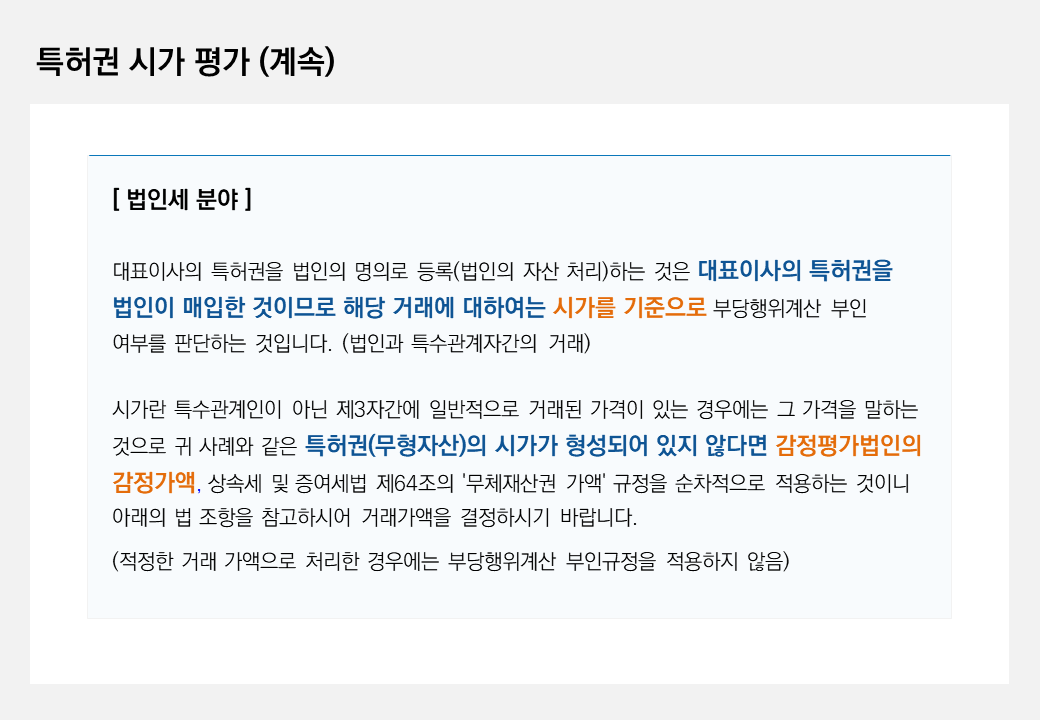 특허권 시가 평가 (계속)
[ 법인세 분야 ]
대표이사의 특허권을 법인의 명의로 등록(법인의 자산 처리)하는 것은 대표이사의 특허권을
법인이 매입한 것이므로 해당 거래에 대하여는 시가를 기준으로 부당행위계산 부인
여부를 판단하는 것입니다. (법인과 특수관계자간의 거래)
시가란 특수관계인이 아닌 제3자간에 일반적으로 거래된 가격이 있는 경우에는 그 가격을 말하는
것으로 귀 사례와 같은 특허권(무형자산)의 시가가 형성되어 있지 않다면 감정평가법인의
감정가액, 상속세 및 증여세법 제64조의 '무체재산권 가액' 규정을 순차적으로 적용하는 것이니
아래의 법 조항을 참고하시어 거래가액을 결정하시기 바랍니다.
(적정한 거래 가액으로 처리한 경우에는 부당행위계산 부인규정을 적용하지 않음)